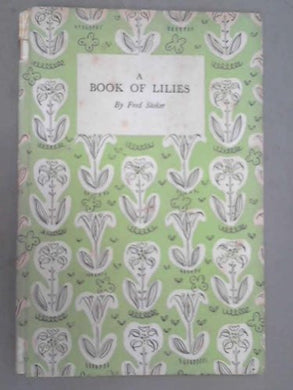 A
BOOK OF LILIES
By Fred Stoker